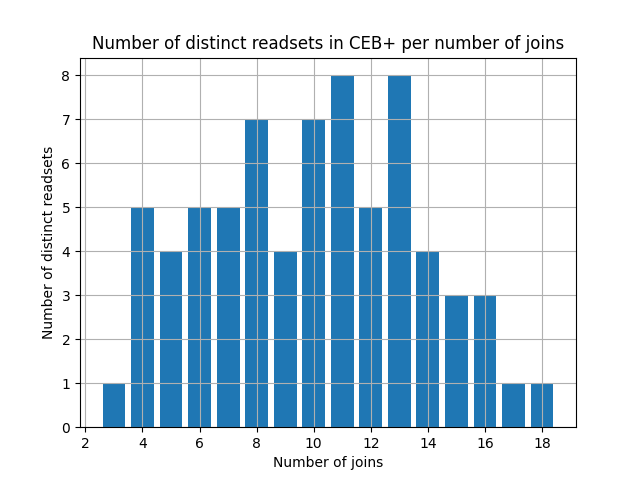 Number of distinct readsets in CEB+ per number of joins
Number of distinct readsets
8
7
6
5
4
3
2
1
0
2 4 6 8 10 12 14 16 18
Number of joins